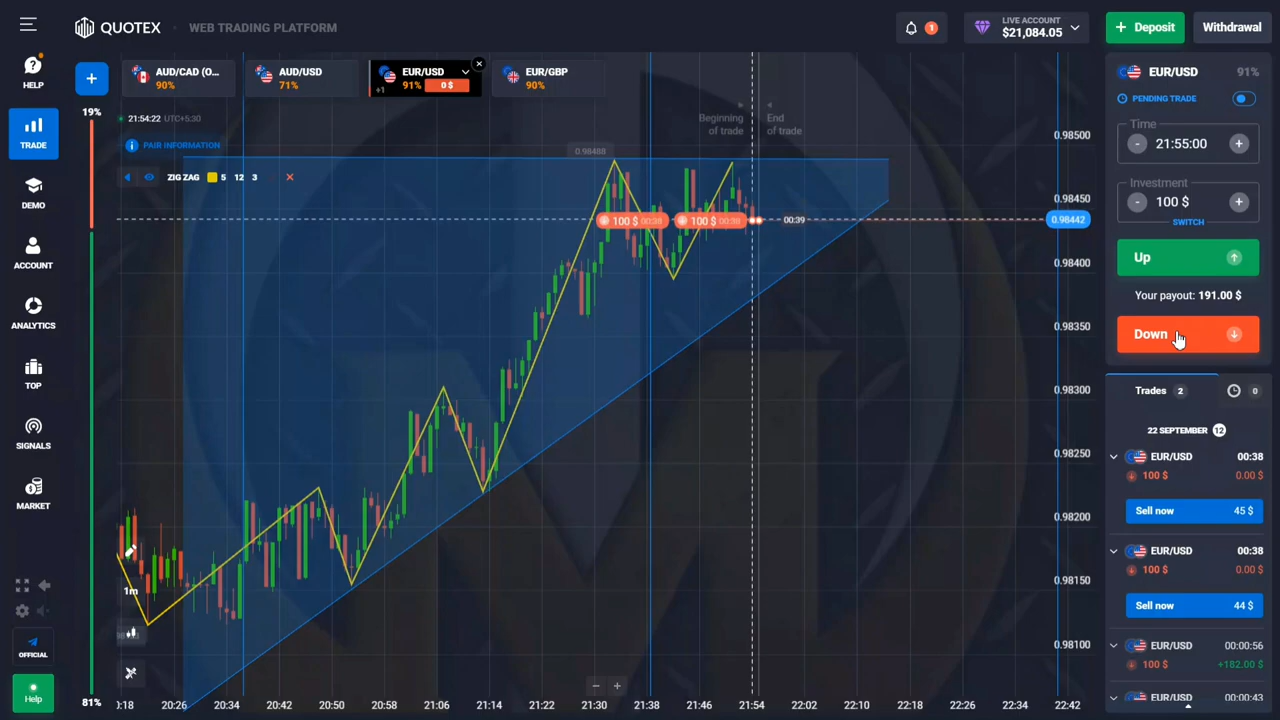 QUOTEX
WEB TRADING PLATFORM
1
LIVE ACCOUNT
$21,084.05
+ Deposit
Withdrawal
HELP
TRADE
DEMO
ACCOUNT
ANALYTICS
TOP
SIGNALS
MARKET
OFFICIAL
Help
+
AUD/CAD (O...
90%
AUD/USD
71%
EUR/USD
91%
0 $
+1
EUR/GBP
90%
19%
81%
21:54:22 UTC+5:30
PAIR INFORMATION
ZIG ZAG 5 12 3
Beginning
of trade
End
of trade
0.98488
100 $ 00:38
100 $ 00:38
00:39
0.98500
0.98450
0.98442
0.98400
0.98350
0.98300
0.98250
0.98200
0.98150
0.98100
1m
20:18 20:26 20:34 20:42 20:50 20:58 21:06 21:14 21:22 21:30 21:38 21:46 21:54 22:02 22:10 22:18 22:26 22:34 22:42
EUR/USD 91%
PENDING TRADE
Time
- 21:55:00 +
Investment
- 100 $ +
SWITCH
Up
Your payout: 191.00 $
Down
Trades 2
0
22 SEPTEMBER 12
EUR/USD 00:38
100 $ 0.00 $
Sell now 45 $
EUR/USD 00:38
100 $ 0.00 $
Sell now 44 $
EUR/USD 00:00:56
100 $ +182.00 $
EUR/USD 00:00:43